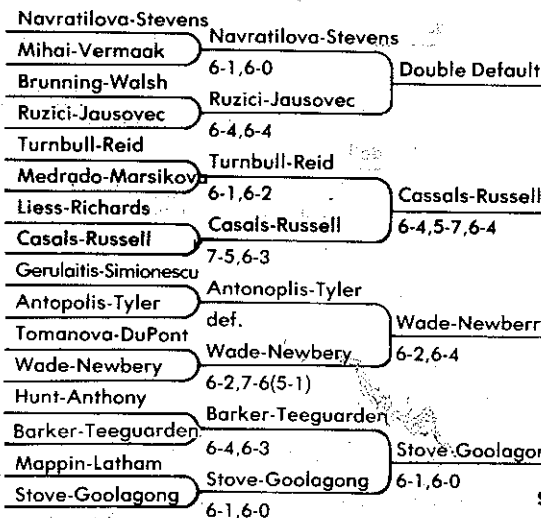 Navratilova-Stevens
Mihai-Vermaak
Brunning-Walsh
Ruzici-Jausovec
Turnbull-Reid
Medrado-Marsikova
Liess-Richards
Casals-Russell
Gerulaitis-Simionescu
Antopolis-Tyler
Tomanova-DuPont
Wade-Newbery
Hunt-Anthony
Barker-Teeguarden
Mappin-Latham
Stove-Goolagong
Navratilova-Stevens
6-1,6-0
Ruzici-Jausovec
6-4,6-4
Turnbull-Reid
6-1,6-2
Casals-Russell
7-5,6-3
Antonoplis-Tyler
def.
Wade-Newbery
6-2,7-6(5-1)
Barker-Teeguarden
6-4,6-3
Stove-Goolagong
6-1,6-0
Double Default
Cassals-Russell
6-4,5-7,6-4
Wade-Newberr
6-2,6-4
Stove-Goolagon
6-1,6-0